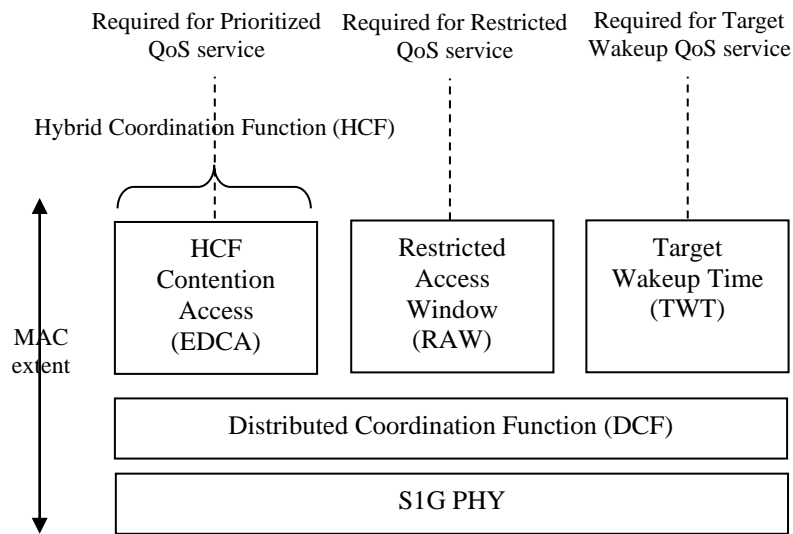 Required for Prioritized
QoS service
Required for Restricted
QoS service
Required for Target
Wakeup QoS service
Hybrid Coordination Function (HCF)
HCF
Contention
Access
(EDCA)
Restricted
Access
Window
(RAW)
Target
Wakeup Time
(TWT)
MAC
extent
Distributed Coordination Function (DCF)
S1G PHY